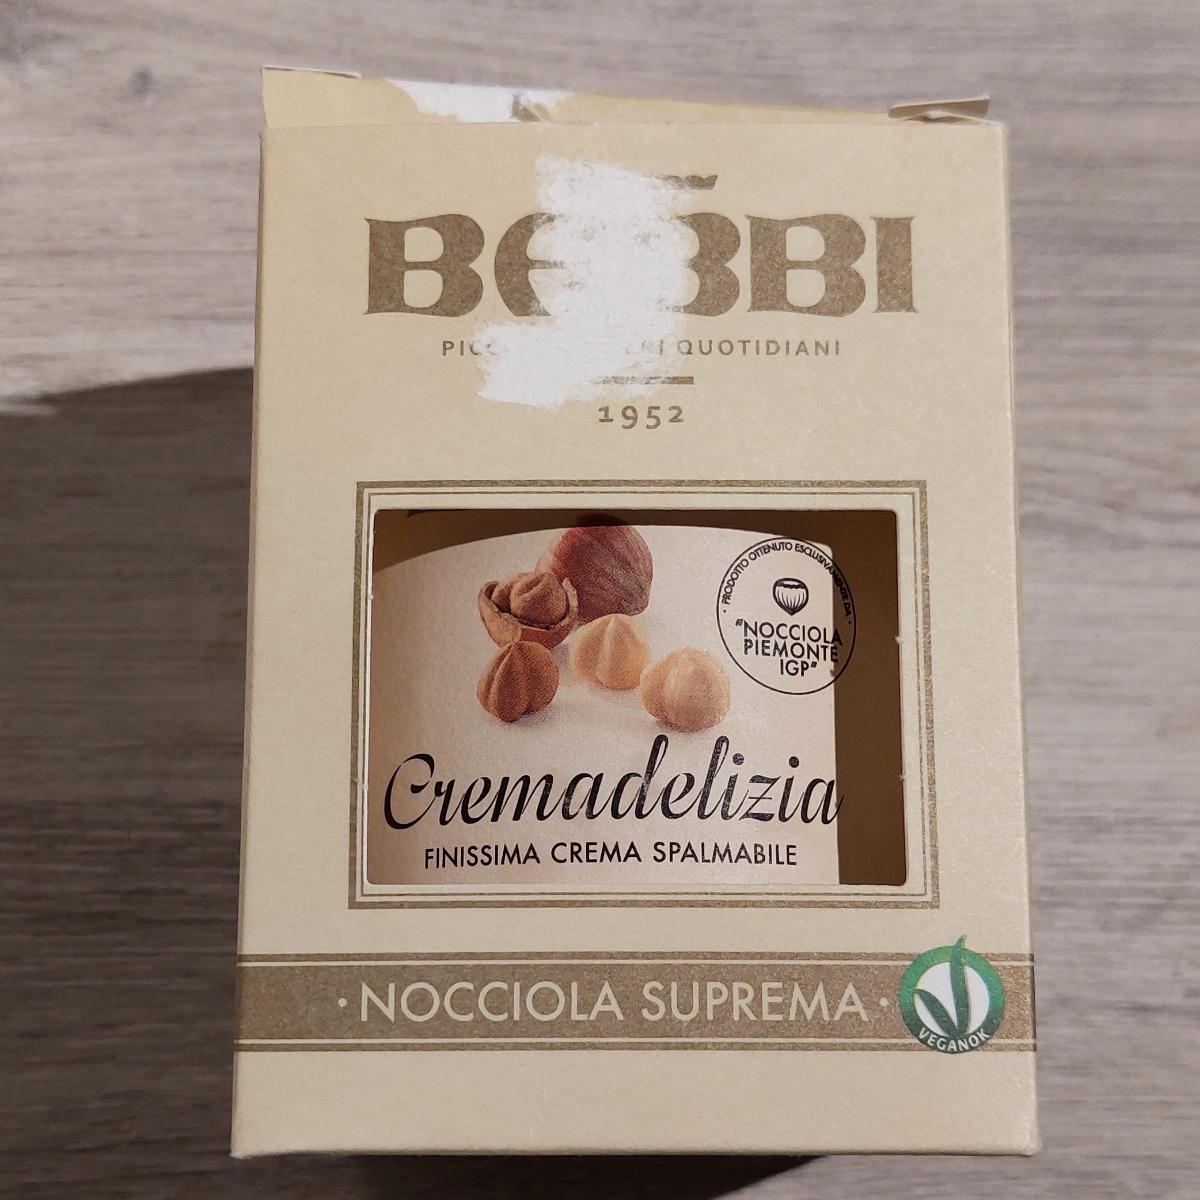 QUOTIDIANI
1952
PRODOTTO OTTENUTO ESCLUSIVAMENTE DA
"NOCCIOLA
PIEMONTE
IGP"
Cremadelizia
FINISSIMA CREMA SPALMABILE
· NOCCIOLA SUPREMA ·
VEGANOK